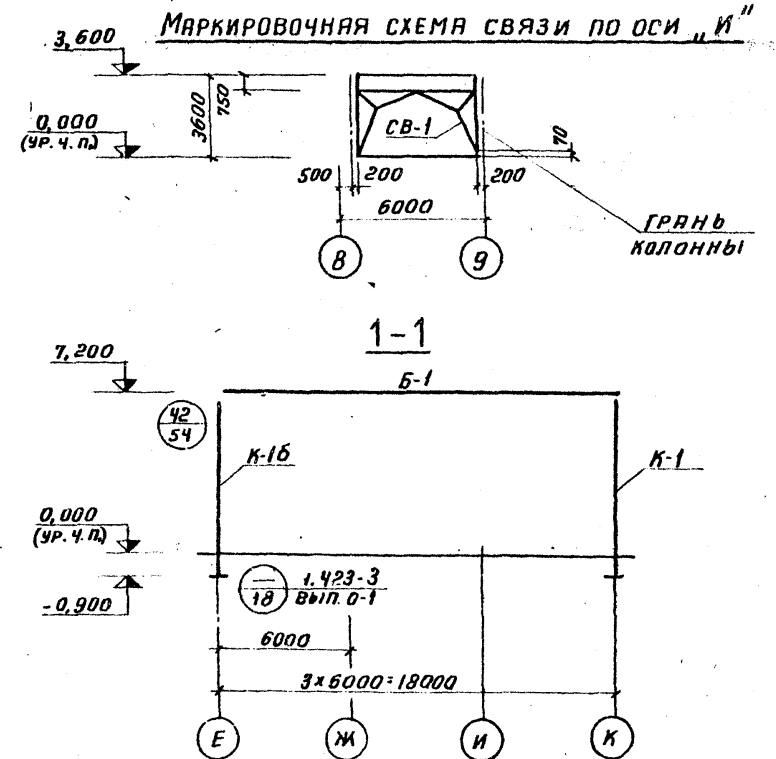 МАРКИРОВОЧНАЯ СХЕМА СВЯЗИ ПО ОСИ „И"
3,600
0,000
(УР. Ч. П.)
3600
750
СВ-1
70
500
200
200
6000
ГРАНЬ
КОЛОННЫ
8
9
1-1
7,200
Б-1
42
54
К-1б
К-1
0,000
(УР. Ч. П.)
-0,900
—
18
1.423-3
ВЫП. 0-1
6000
3×6000=18000
Е
Ж
И
К